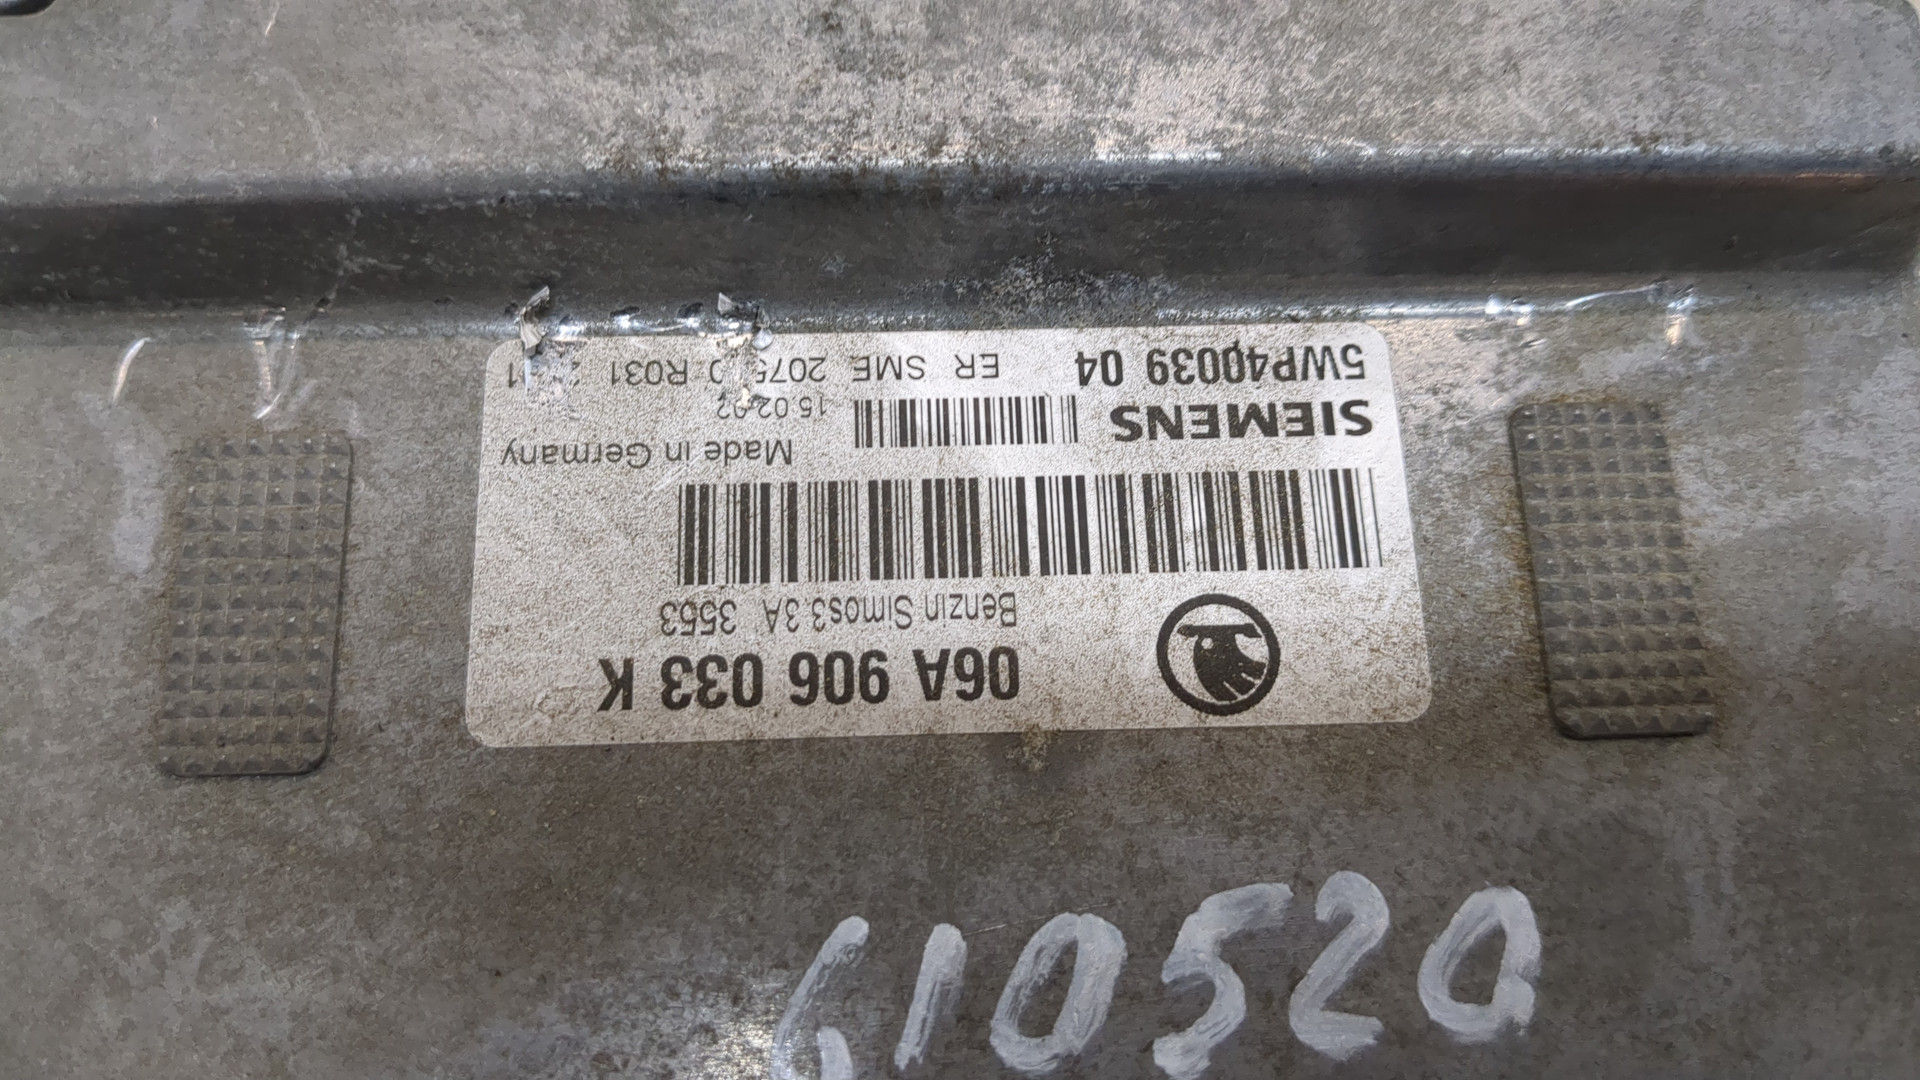 06A 906 033 K
Benzin Simos3.3A 3553
Made in Germany
SIEMENS
15.02.02
5WP40039 04 ER SME R031
610520